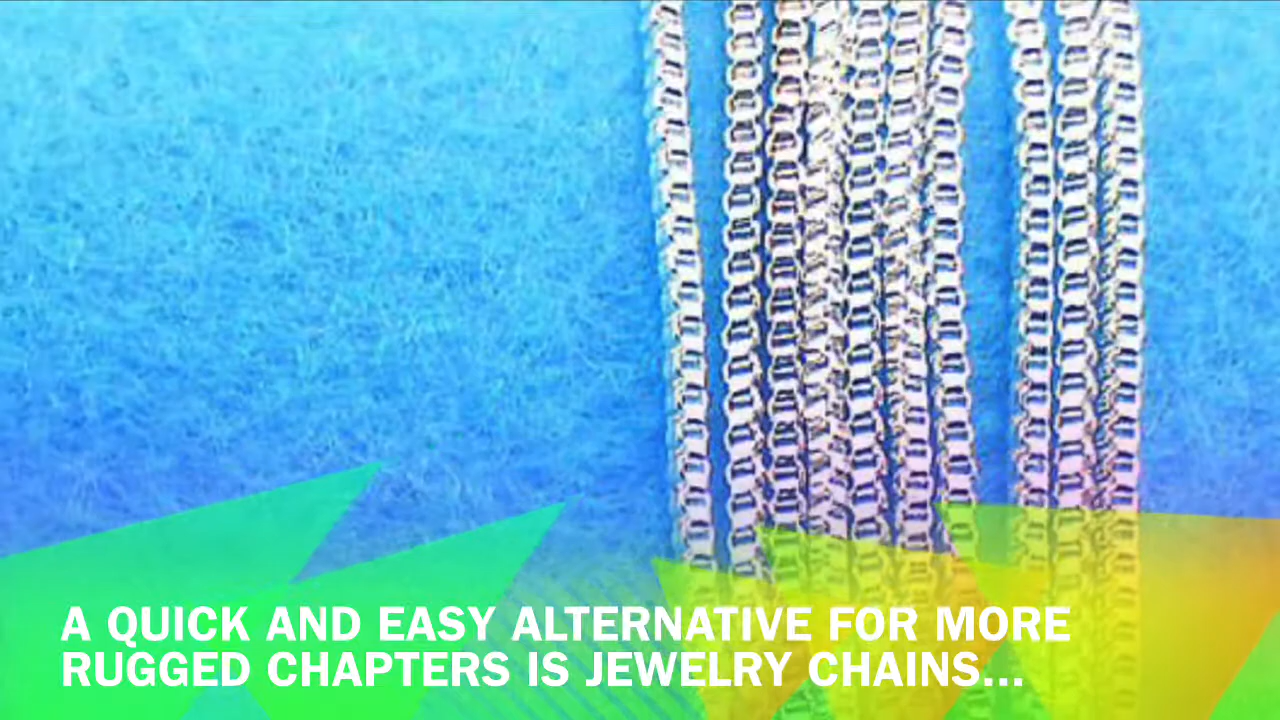 A QUICK AND EASY ALTERNATIVE FOR MORE
RUGGED CHAPTERS IS JEWELRY CHAINS...